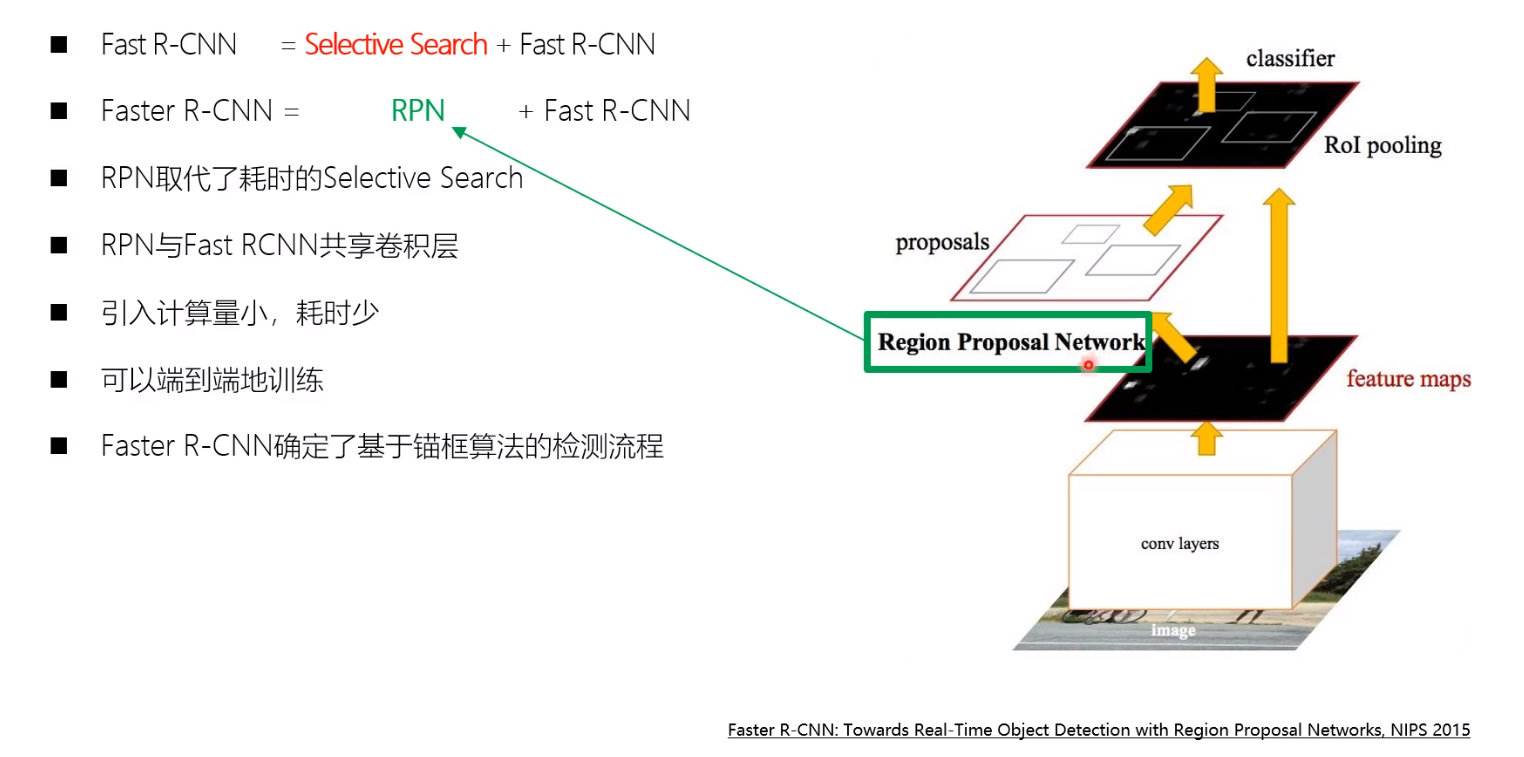 Fast R-CNN = Selective Search + Fast R-CNN
Faster R-CNN = RPN + Fast R-CNN
RPN取代了耗时的Selective Search
RPN与Fast RCNN共享卷积层
引入计算量小，耗时少
可以端到端地训练
Faster R-CNN确定了基于锚框算法的检测流程
classifier
RoI pooling
proposals
Region Proposal Network
feature maps
conv layers
image
Faster R-CNN: Towards Real-Time Object Detection with Region Proposal Networks, NIPS 2015